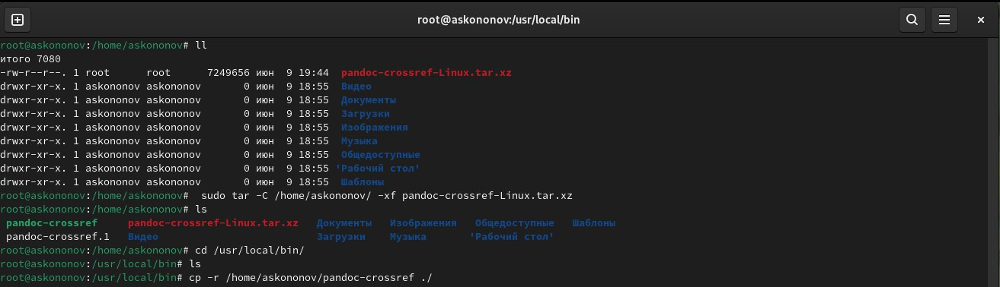 root@askononov:/usr/local/bin
root@askononov:/home/askononov# ll
итого 7080
-rw-r--r--. 1 root      root      7249656 июн  9 19:44  pandoc-crossref-Linux.tar.xz
drwxr-xr-x. 1 askononov askononov       0 июн  9 18:55  Видео
drwxr-xr-x. 1 askononov askononov       0 июн  9 18:55  Документы
drwxr-xr-x. 1 askononov askononov       0 июн  9 18:55  Загрузки
drwxr-xr-x. 1 askononov askononov       0 июн  9 18:55  Изображения
drwxr-xr-x. 1 askononov askononov       0 июн  9 18:55  Музыка
drwxr-xr-x. 1 askononov askononov       0 июн  9 18:55  Общедоступные
drwxr-xr-x. 1 askononov askononov       0 июн  9 18:55 'Рабочий стол'
drwxr-xr-x. 1 askononov askononov       0 июн  9 18:55  Шаблоны
root@askononov:/home/askononov#  sudo tar -C /home/askononov/ -xf pandoc-crossref-Linux.tar.xz
root@askononov:/home/askononov# ls
 pandoc-crossref     pandoc-crossref-Linux.tar.xz   Документы   Изображения   Общедоступные   Шаблоны
 pandoc-crossref.1   Видео                          Загрузки    Музыка       'Рабочий стол'
root@askononov:/home/askononov# cd /usr/local/bin/
root@askononov:/usr/local/bin# ls
root@askononov:/usr/local/bin# cp -r /home/askononov/pandoc-crossref ./